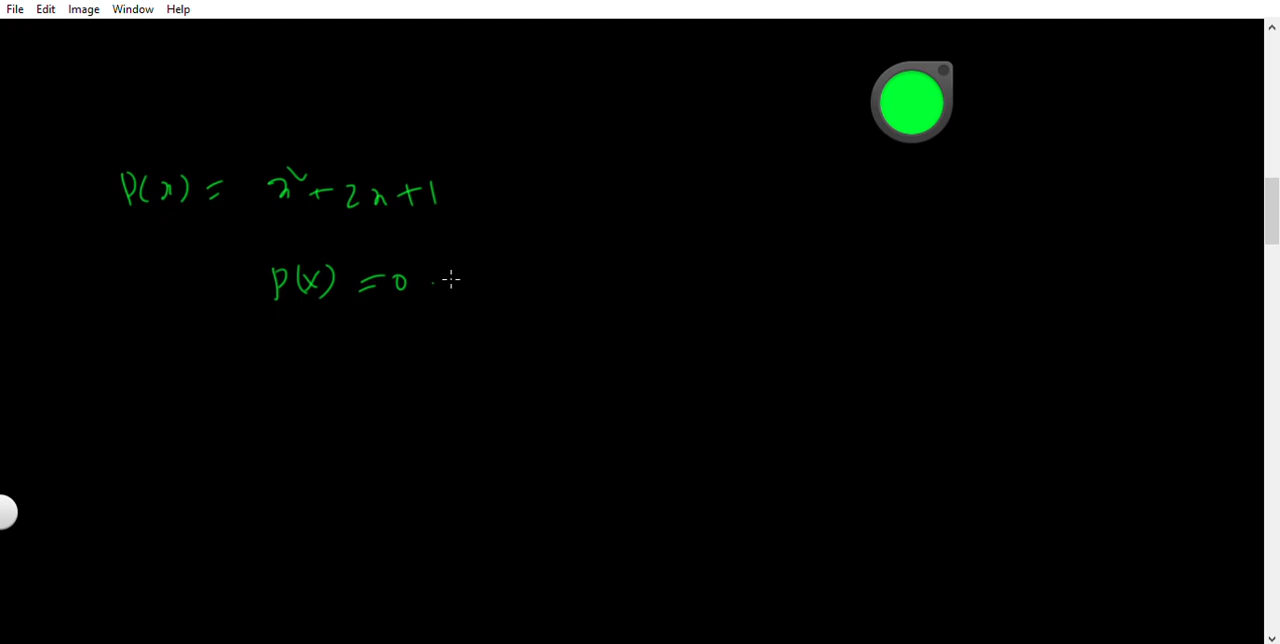 File Edit Image Window Help
P(x) = x² + 2x + 1
P(x) = 0